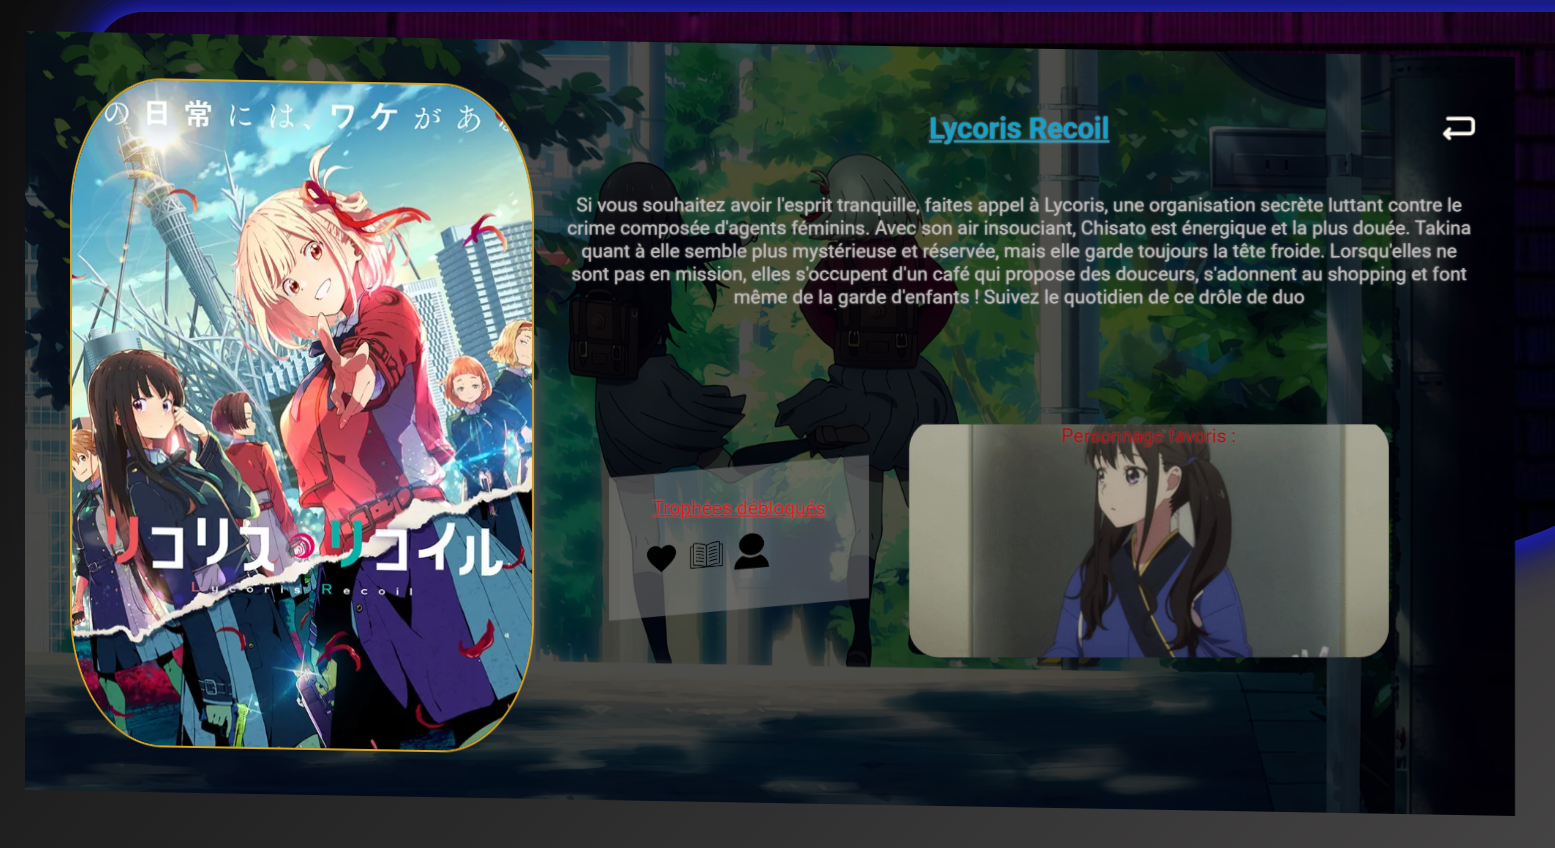 の日常には、ワケがあ
リコリス・リコイル
Lycoris Recoil
Lycoris Recoil
Si vous souhaitez avoir l'esprit tranquille, faites appel à Lycoris, une organisation secrète luttant contre le
crime composée d'agents féminins. Avec son air insouciant, Chisato est énergique et la plus douée. Takina
quant à elle semble plus mystérieuse et réservée, mais elle garde toujours la tête froide. Lorsqu'elles ne
sont pas en mission, elles s'occupent d'un café qui propose des douceurs, s'adonnent au shopping et font
même de la garde d'enfants ! Suivez le quotidien de ce drôle de duo
Trophées débloqués
Personnage favoris :